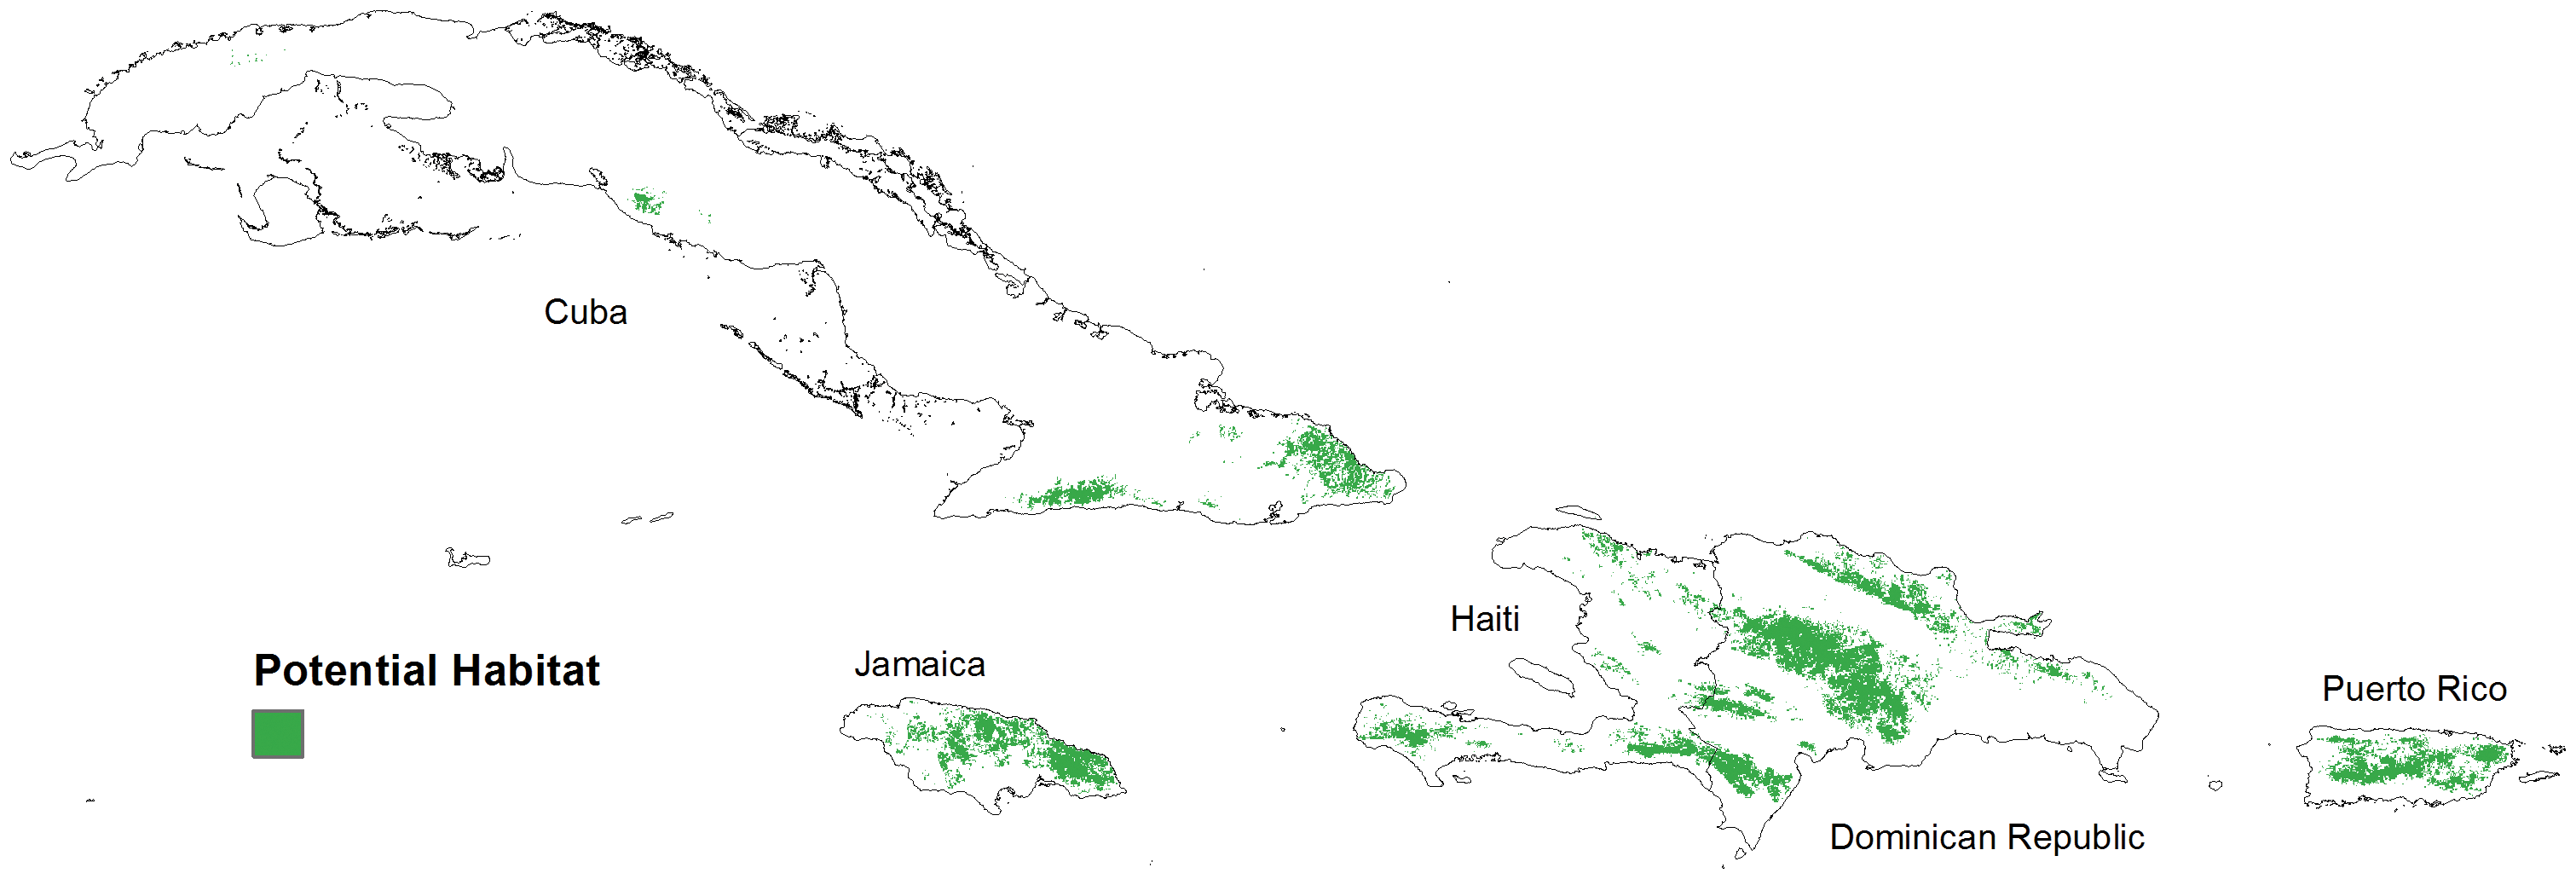 Cuba
Haiti
Potential Habitat
Jamaica
Puerto Rico
Dominican Republic